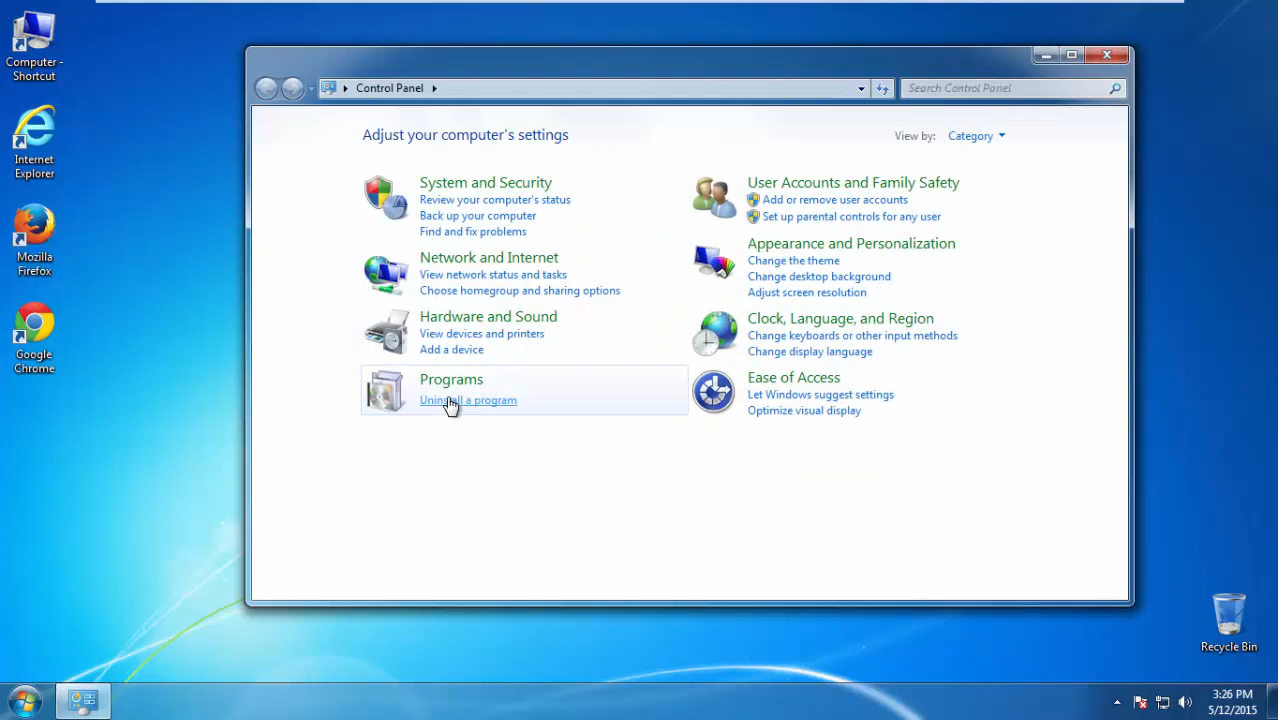 Computer -
Shortcut
Internet
Explorer
Mozilla
Firefox
Google
Chrome
Control Panel
Search Control Panel
Adjust your computer's settings
View by: Category
System and Security
Review your computer's status
Back up your computer
Find and fix problems
Network and Internet
View network status and tasks
Choose homegroup and sharing options
Hardware and Sound
View devices and printers
Add a device
Programs
Uninstall a program
User Accounts and Family Safety
Add or remove user accounts
Set up parental controls for any user
Appearance and Personalization
Change the theme
Change desktop background
Adjust screen resolution
Clock, Language, and Region
Change keyboards or other input methods
Change display language
Ease of Access
Let Windows suggest settings
Optimize visual display
Recycle Bin
3:26 PM
5/12/2015